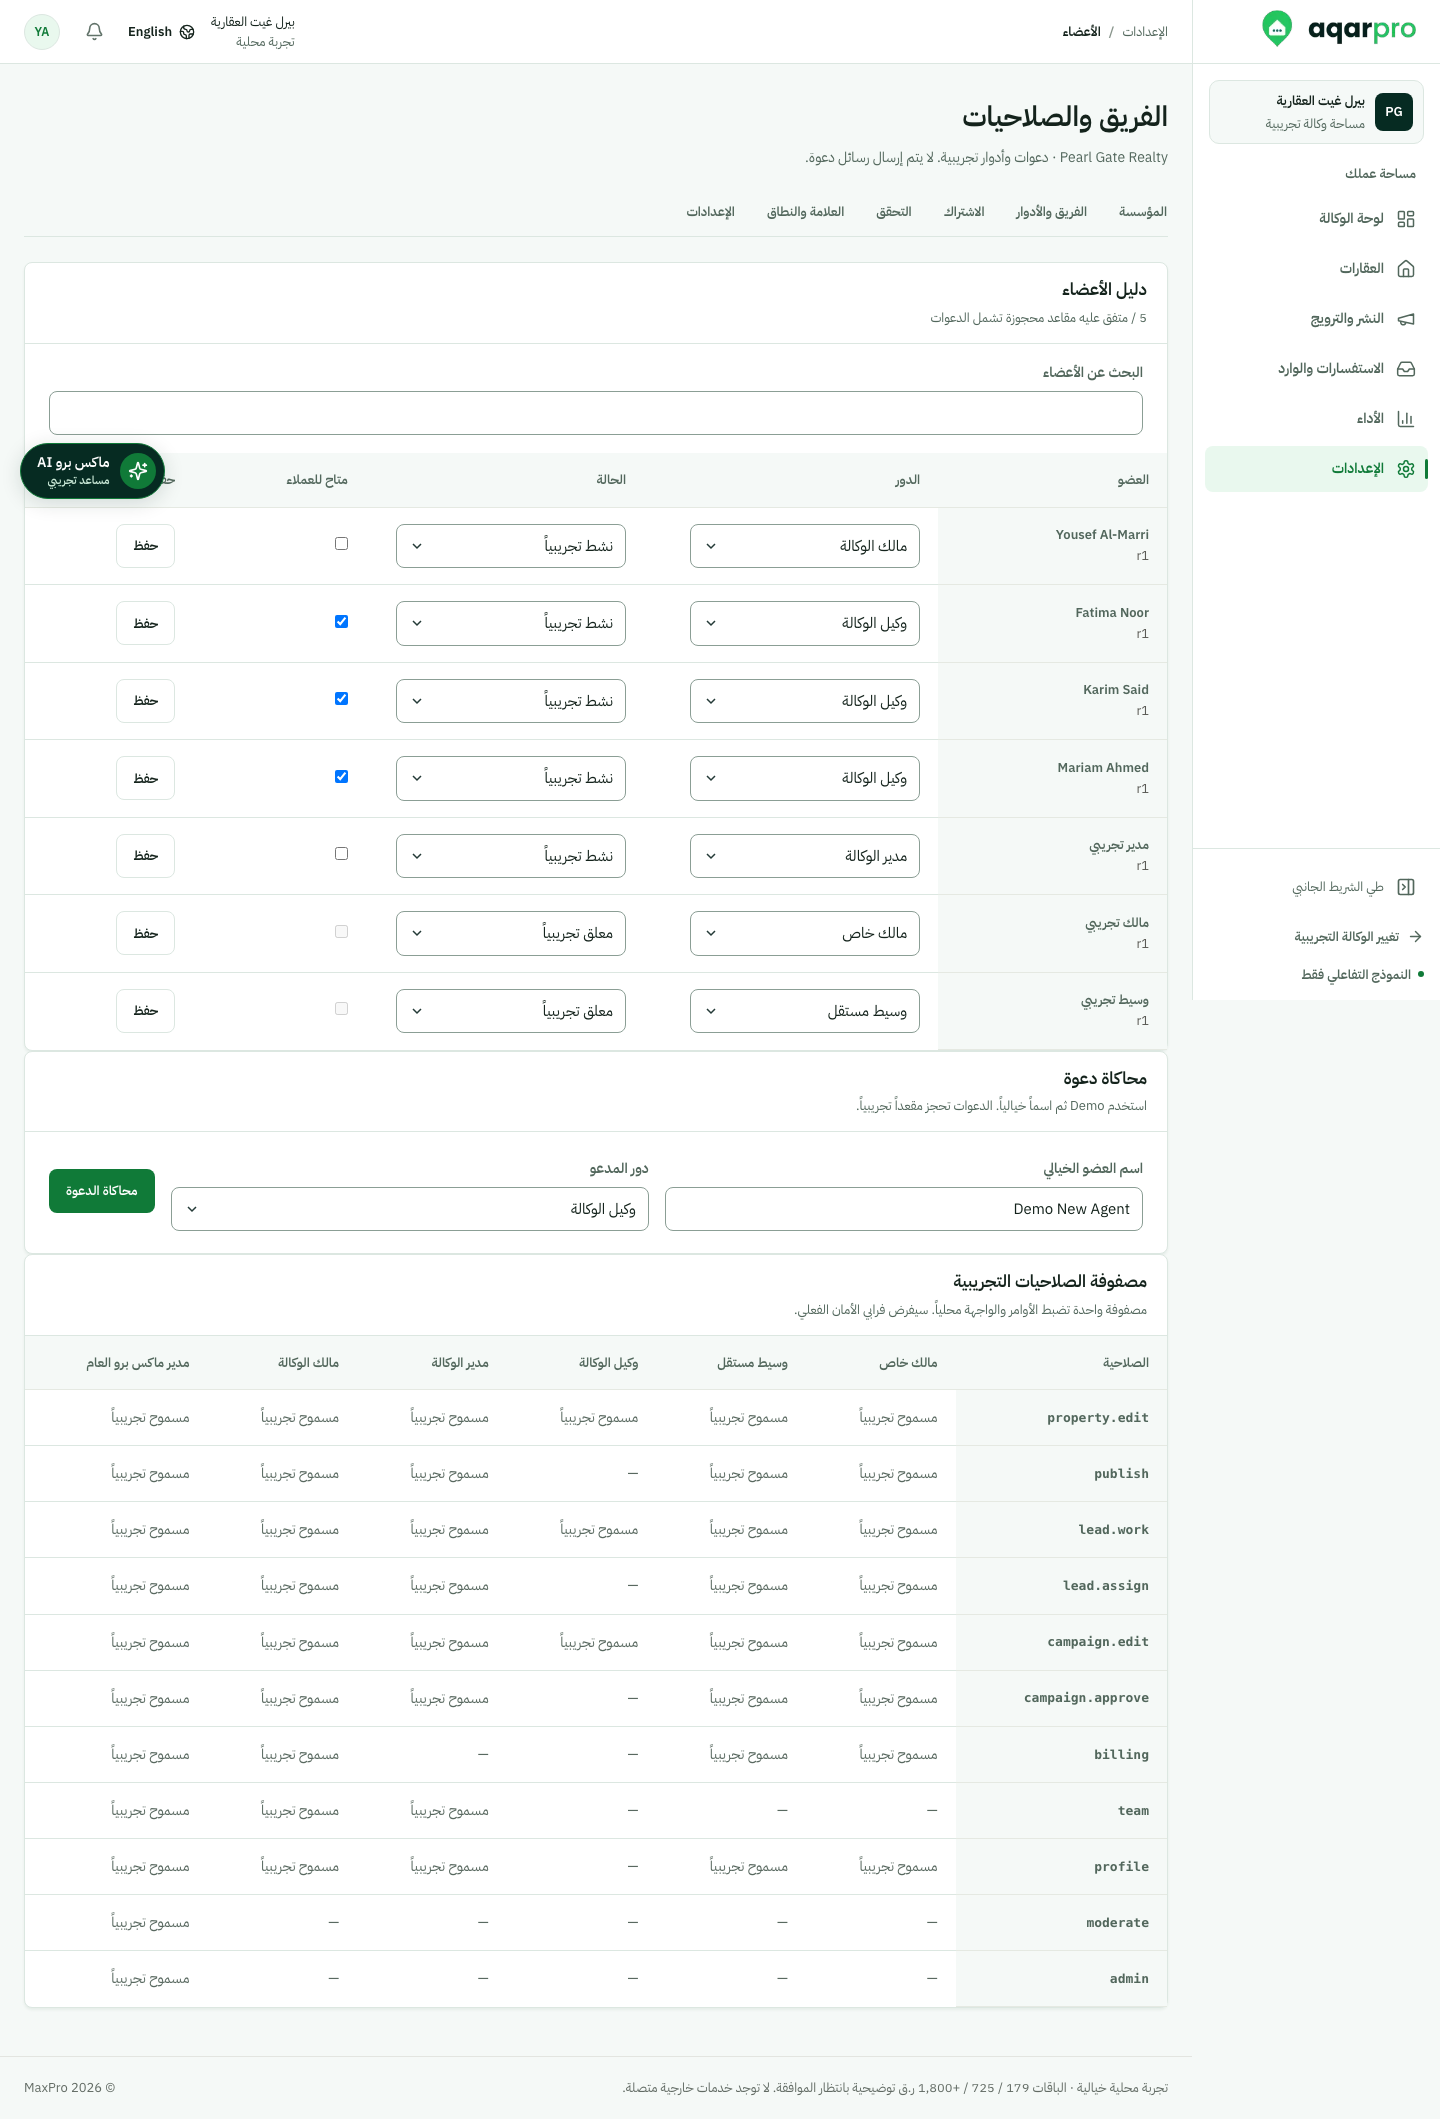 aqarpro
الإعدادات / الأعضاء
بيرل غيت العقارية
تجربة محلية
English
YA
PG
بيرل غيت العقارية
مساحة وكالة تجريبية
مساحة عملك
لوحة الوكالة
العقارات
النشر والترويج
الاستفسارات والوارد
الأداء
الإعدادات
طي الشريط الجانبي
تغيير الوكالة التجريبية
النموذج التفاعلي فقط
الفريق والصلاحيات
Pearl Gate Realty · دعوات وأدوار تجريبية. لا يتم إرسال رسائل دعوة.
المؤسسة
الفريق والأدوار
الاشتراك
التحقق
العلامة والنطاق
الإعدادات
دليل الأعضاء
5 / متفق عليه مقاعد محجوزة تشمل الدعوات
البحث عن الأعضاء
ماكس برو AI
مساعد تجريبي
العضو الدور الحالة متاح للعملاء
Yousef Al-Marri
r1
مالك الوكالة نشط تجريبياً حفظ
Fatima Noor
r1
وكيل الوكالة نشط تجريبياً حفظ
Karim Said
r1
وكيل الوكالة نشط تجريبياً حفظ
Mariam Ahmed
r1
وكيل الوكالة نشط تجريبياً حفظ
مدير تجريبي
r1
مدير الوكالة نشط تجريبياً حفظ
مالك تجريبي
r1
مالك خاص معلق تجريبياً حفظ
وسيط تجريبي
r1
وسيط مستقل معلق تجريبياً حفظ
محاكاة دعوة
استخدم Demo ثم اسماً خيالياً. الدعوات تحجز مقعداً تجريبياً.
اسم العضو الخيالي
Demo New Agent
دور المدعو
وكيل الوكالة
محاكاة الدعوة
مصفوفة الصلاحيات التجريبية
مصفوفة واحدة تضبط الأوامر والواجهة محلياً. سيفرض فرابي الأمان الفعلي.
الصلاحية مالك خاص وسيط مستقل وكيل الوكالة مدير الوكالة مالك الوكالة مدير ماكس برو العام
property.edit مسموح تجريبياً مسموح تجريبياً مسموح تجريبياً مسموح تجريبياً مسموح تجريبياً مسموح تجريبياً
publish مسموح تجريبياً مسموح تجريبياً — مسموح تجريبياً مسموح تجريبياً مسموح تجريبياً
lead.work مسموح تجريبياً مسموح تجريبياً مسموح تجريبياً مسموح تجريبياً مسموح تجريبياً مسموح تجريبياً
lead.assign مسموح تجريبياً مسموح تجريبياً — مسموح تجريبياً مسموح تجريبياً مسموح تجريبياً
campaign.edit مسموح تجريبياً مسموح تجريبياً مسموح تجريبياً مسموح تجريبياً مسموح تجريبياً مسموح تجريبياً
campaign.approve مسموح تجريبياً مسموح تجريبياً — مسموح تجريبياً مسموح تجريبياً مسموح تجريبياً
billing مسموح تجريبياً مسموح تجريبياً — — مسموح تجريبياً مسموح تجريبياً
team — — — مسموح تجريبياً مسموح تجريبياً مسموح تجريبياً
profile مسموح تجريبياً مسموح تجريبياً — مسموح تجريبياً مسموح تجريبياً مسموح تجريبياً
moderate — — — — — مسموح تجريبياً
admin — — — — — مسموح تجريبياً
تجربة محلية خيالية · الباقات 179 / 725 / +1,800 ر.ق توضيحية بانتظار الموافقة. لا توجد خدمات خارجية متصلة.
© 2026 MaxPro